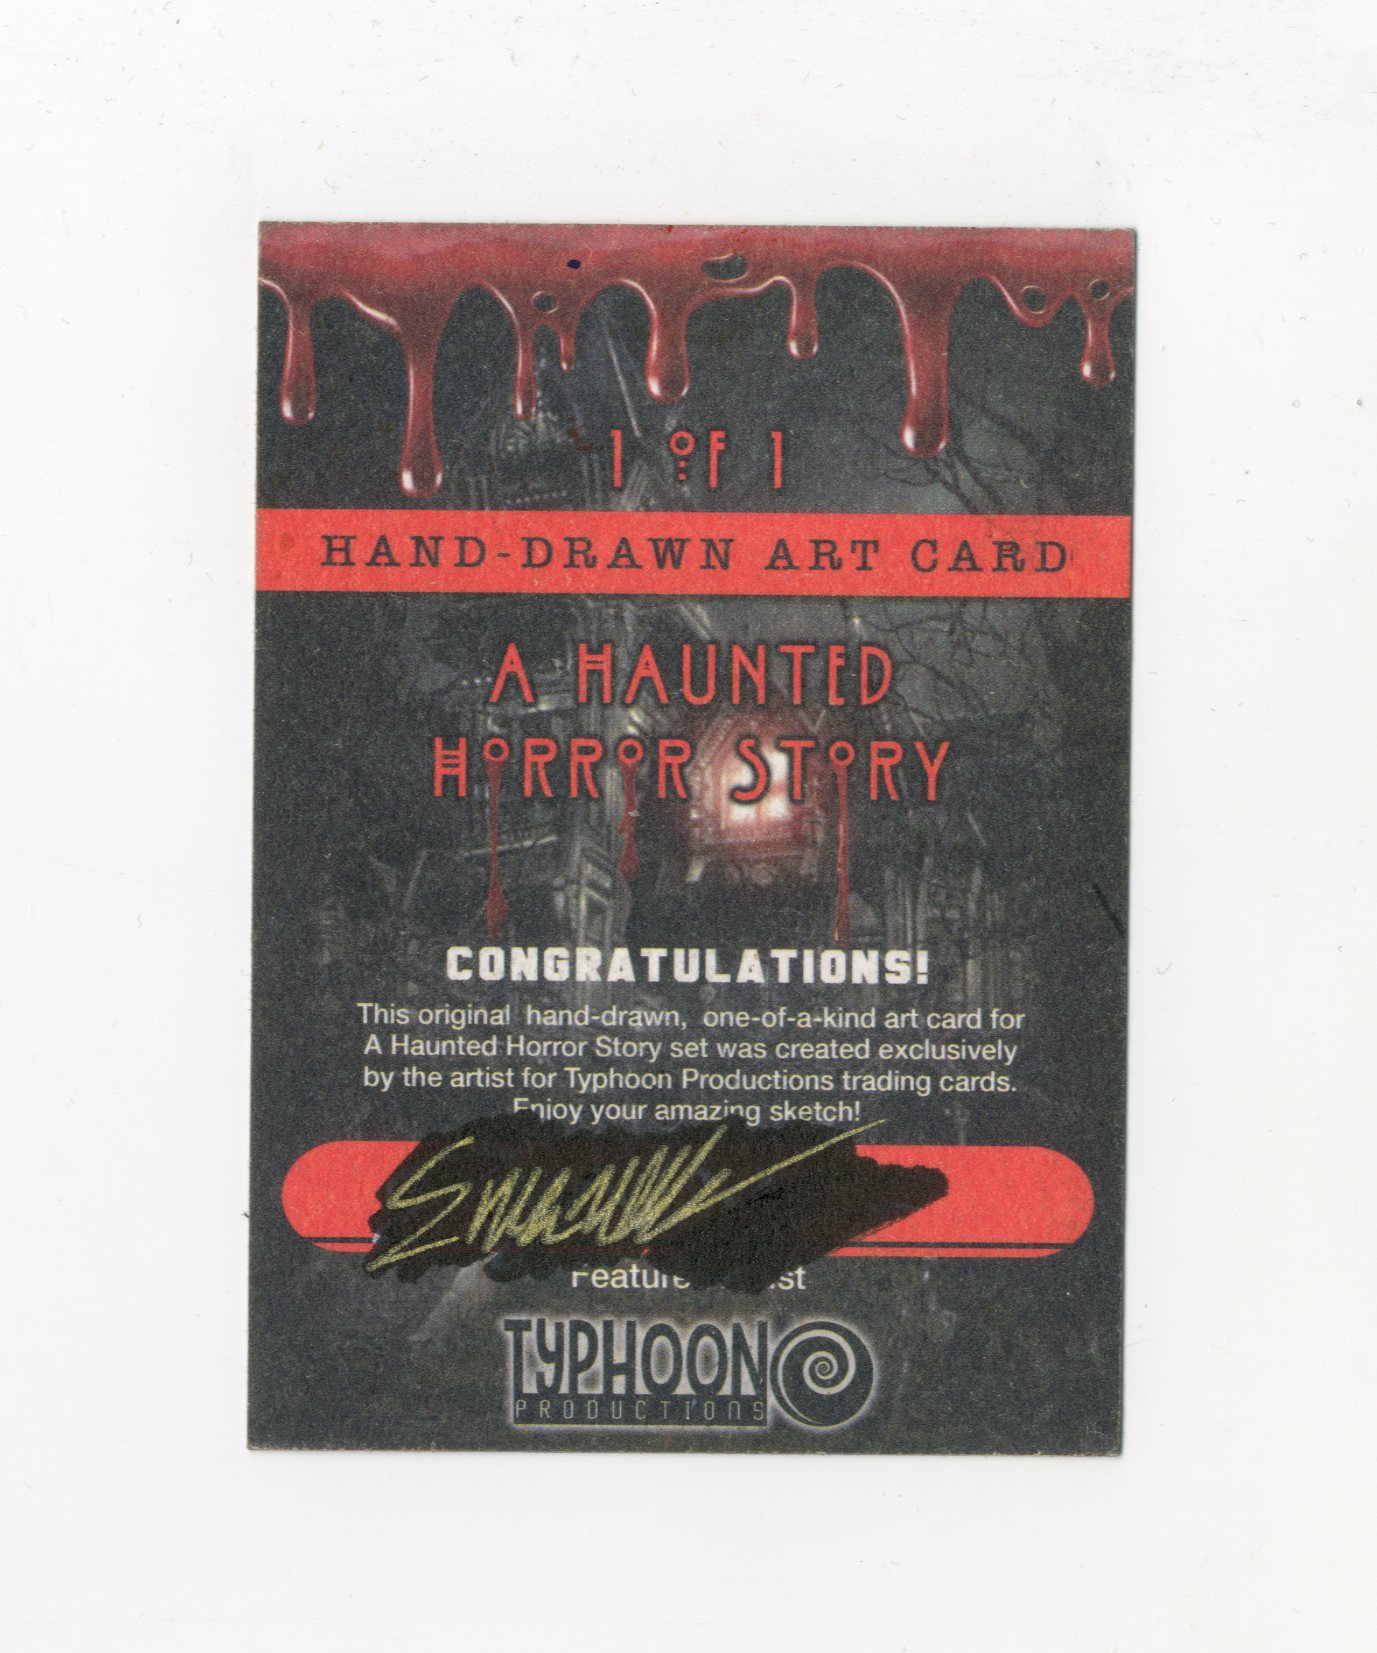 1 OF 1
HAND-DRAWN ART CARD
A HAUNTED
HORROR STORY
CONGRATULATIONS!
This original hand-drawn, one-of-a-kind art card for
A Haunted Horror Story set was created exclusively
by the artist for Typhoon Productions trading cards.
Enjoy your amazing sketch!
TYPHOON
PRODUCTIONS